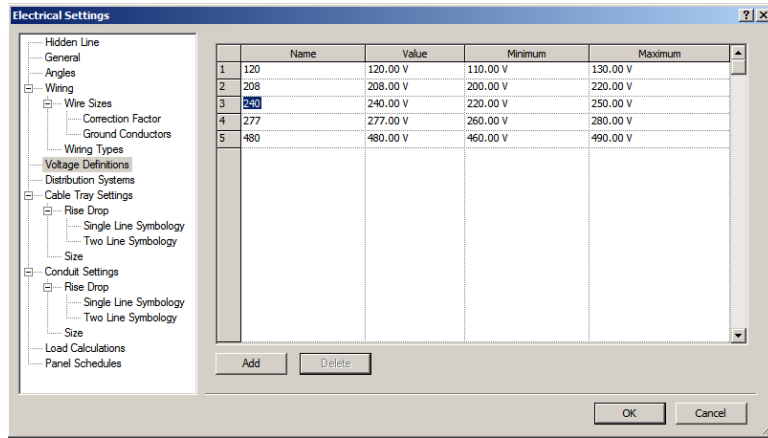 Electrical Settings
Hidden Line
General
Angles
Wiring
Wire Sizes
Correction Factor
Ground Conductors
Wiring Types
Voltage Definitions
Distribution Systems
Cable Tray Settings
Rise Drop
Single Line Symbology
Two Line Symbology
Size
Conduit Settings
Rise Drop
Single Line Symbology
Two Line Symbology
Size
Load Calculations
Panel Schedules
Name Value Minimum Maximum
1 120 120.00 V 110.00 V 130.00 V
2 208 208.00 V 200.00 V 220.00 V
3 240 240.00 V 220.00 V 250.00 V
4 277 277.00 V 260.00 V 280.00 V
5 480 480.00 V 460.00 V 490.00 V
Add Delete
OK Cancel